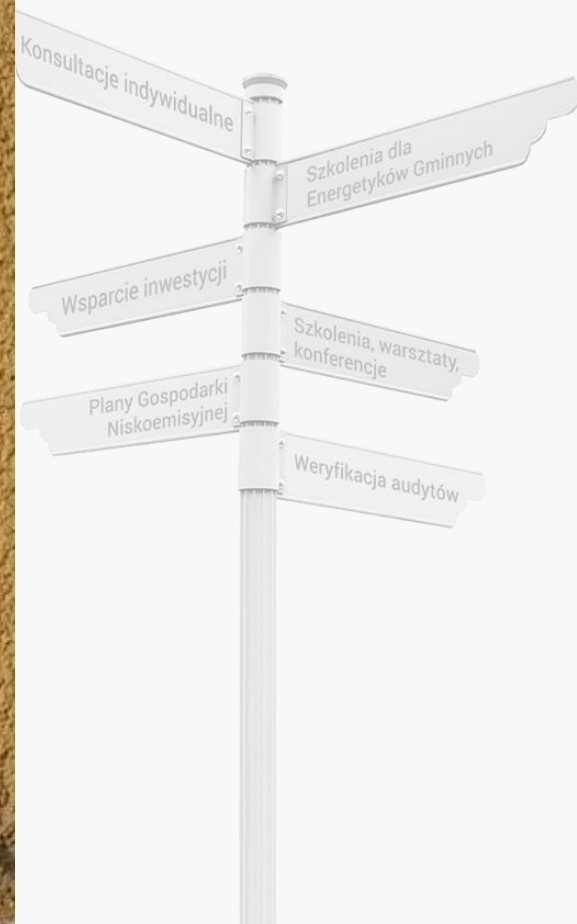 Konsultacje indywidualne
Szkolenia dla
Energetyków Gminnych
Wsparcie inwestycji
Szkolenia, warsztaty,
konferencje
Plany Gospodarki
Niskoemisyjnej
Weryfikacja audytów